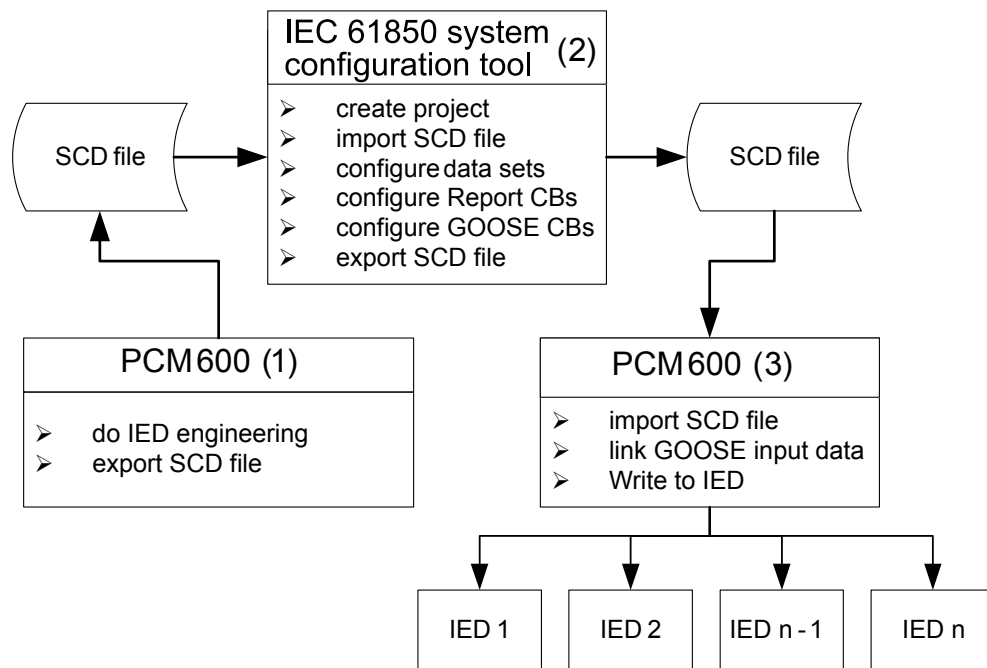 IEC 61850 system
configuration tool (2)
➢ create project
➢ import SCD file
➢ configure data sets
➢ configure Report CBs
➢ configure GOOSE CBs
➢ export SCD file
SCD file
SCD file
PCM600 (1)
➢ do IED engineering
➢ export SCD file
PCM600 (3)
➢ import SCD file
➢ link GOOSE input data
➢ Write to IED
IED 1
IED 2
IED n - 1
IED n